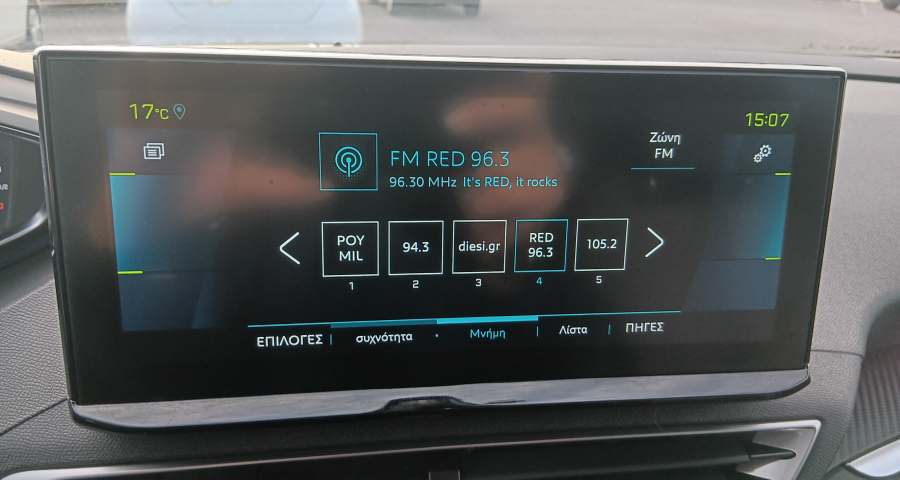 17°C
15:07
FM RED 96.3
96.30 MHz It's RED, it rocks
Ζώνη
FM
ΡΟΥ
MIL
94.3
diesi.gr
RED
96.3
105.2
1
2
3
4
5
ΕΠΙΛΟΓΕΣ
συχνότητα
Μνήμη
Λίστα
ΠΗΓΕΣ